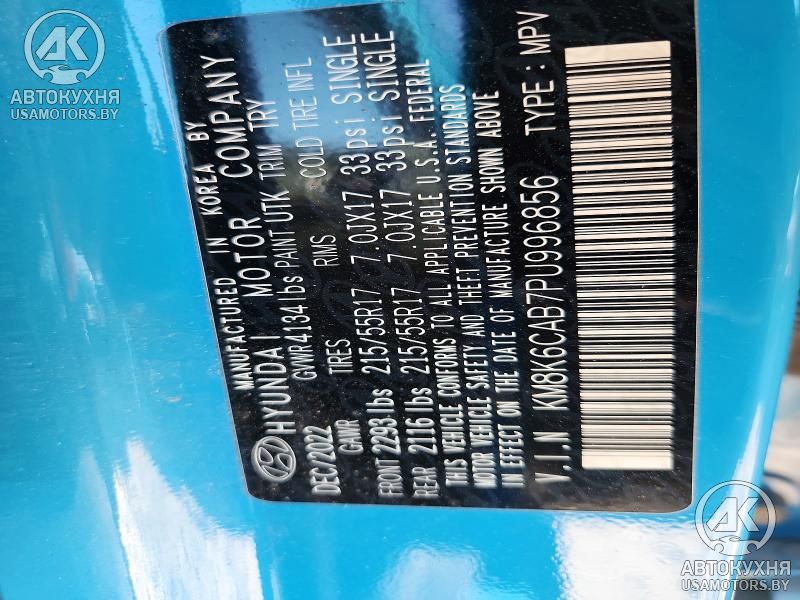 MANUFACTURED IN KOREA BY
HYUNDAI MOTOR COMPANY
DEC/2022 GVWR 4134 lbs PAINT UTK TRIM TRY
GAWR TIRES RIMS COLD TIRE INFL
FRONT 2293 lbs 215/55R17 7.0JX17 33psi SINGLE
REAR 2116 lbs 215/55R17 7.0JX17 33psi SINGLE
THIS VEHICLE CONFORMS TO ALL APPLICABLE U.S.A. FEDERAL
MOTOR VEHICLE SAFETY AND THEFT PREVENTION STANDARDS
IN EFFECT ON THE DATE OF MANUFACTURE SHOWN ABOVE
V.I.N KM8K6CAB7PU996856 TYPE : MPV
АК
АВТОКУХНЯ
USAMOTORS.BY
АК
АВТОКУХНЯ
USAMOTORS.BY